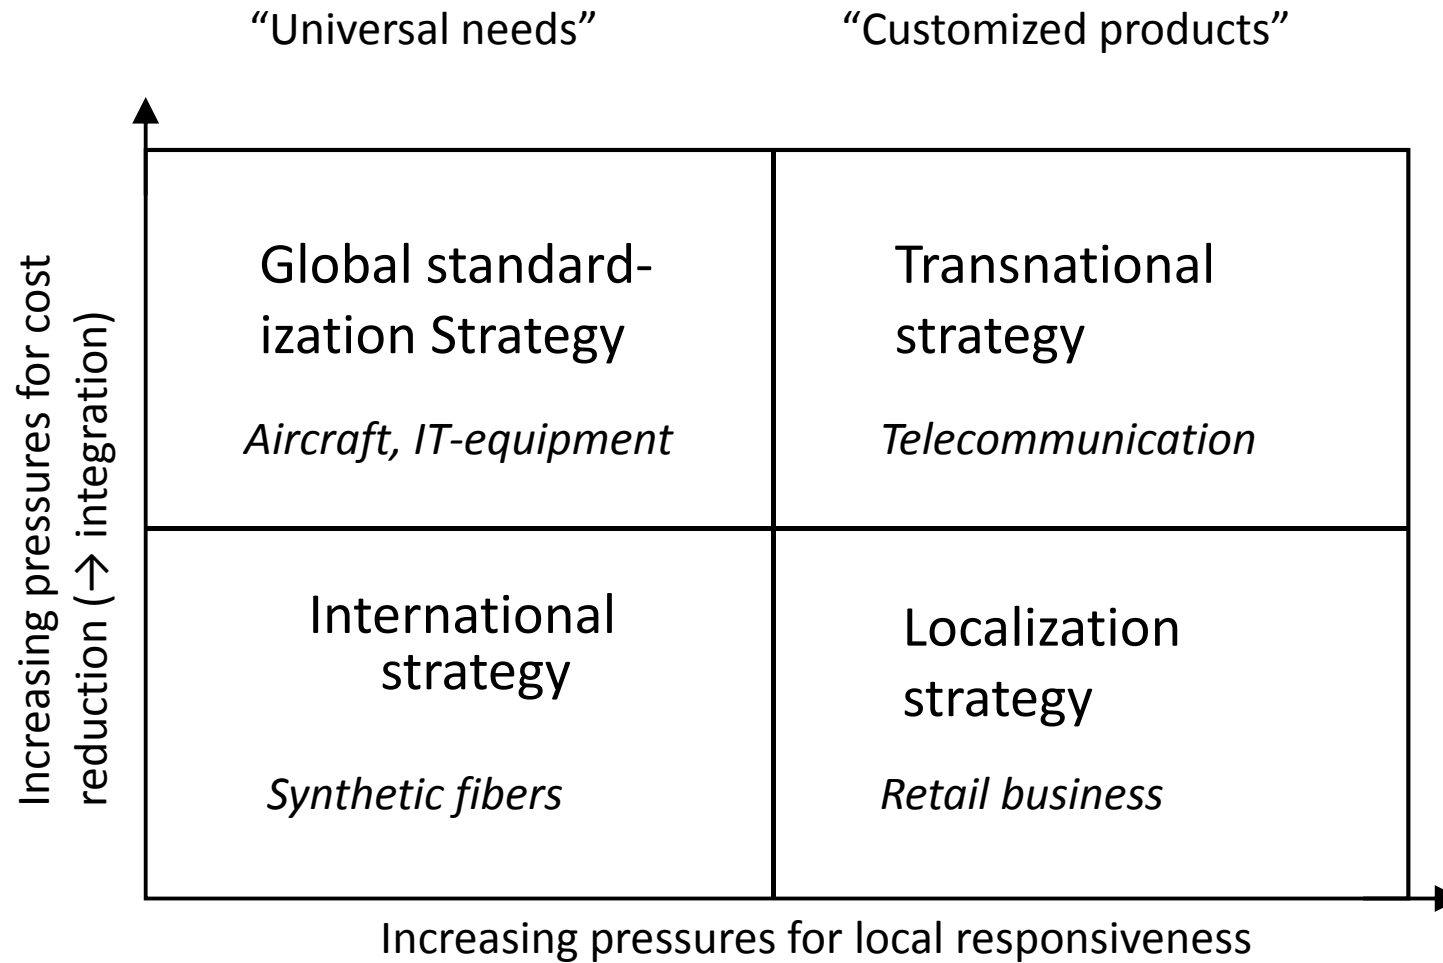 “Universal needs”
“Customized products”
Increasing pressures for cost
reduction (→ integration)
Global standard-
ization Strategy
Aircraft, IT-equipment
Transnational
strategy
Telecommunication
International
strategy
Synthetic fibers
Localization
strategy
Retail business
Increasing pressures for local responsiveness